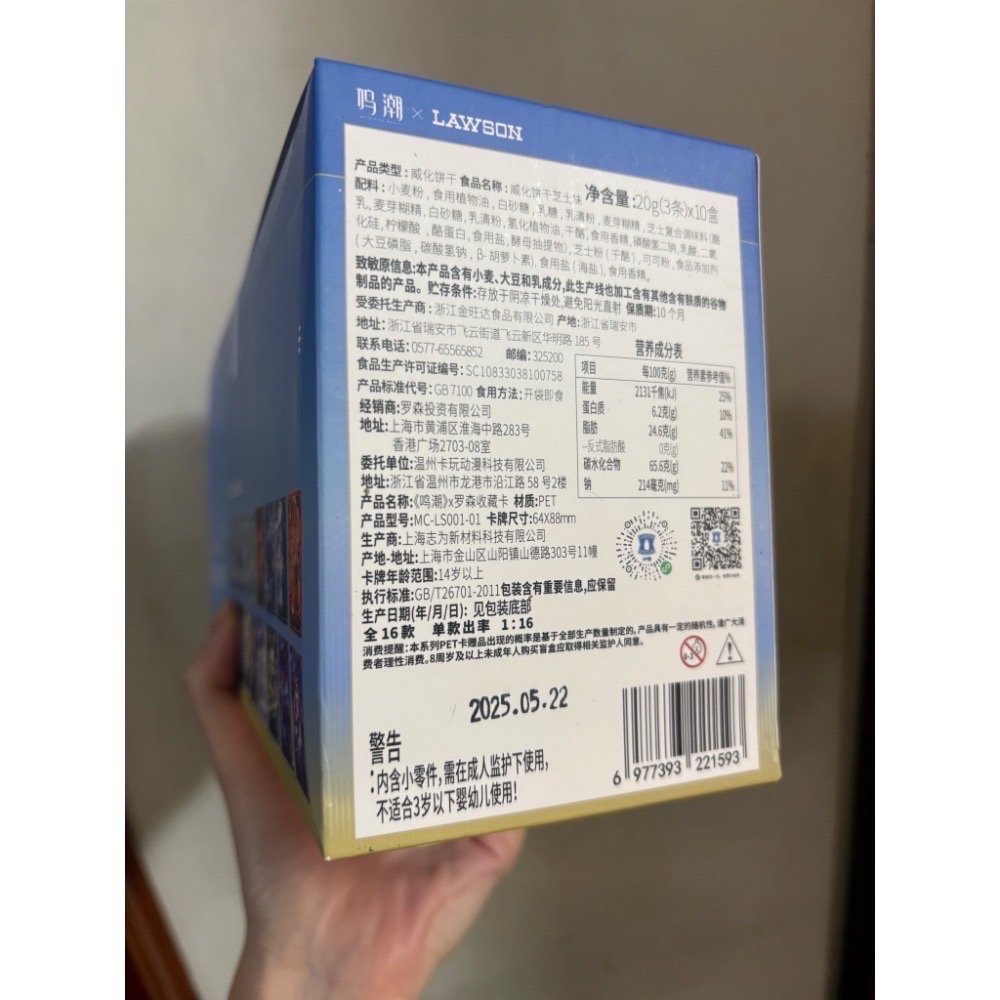 鸣潮 × LAWSON
产品类型:威化饼干 食品名称:威化饼干芝士味 净含量:20g(3条)x10盒
配料:小麦粉,食用植物油,白砂糖,乳糖,乳清粉,麦芽糊精,芝士复合调味料(酪
乳,麦芽糊精,白砂糖,乳清粉,氢化植物油,干酪,食用香精,磷酸氢二钠,乳酸,二氧
化硅,柠檬酸,酪蛋白,食用盐,酵母抽提物),芝士粉(干酪),可可粉,食品添加剂
(大豆磷脂,碳酸氢钠,β-胡萝卜素),食用盐(海盐),食用香精。
致敏原信息:本产品含有小麦、大豆和乳成分,此生产线也加工含有其他含有麸质的谷物
制品的产品。贮存条件:存放于阴凉干燥处,避免阳光直射 保质期:10个月
受委托生产商:浙江金旺达食品有限公司 产地:浙江省瑞安市
地址:浙江省瑞安市飞云街道飞云新区华明路185号
联系电话:0577-65565852 邮编:325200
食品生产许可证编号:SC10833038100758
产品标准代号:GB 7100 食用方法:开袋即食
经销商:罗森投资有限公司
地址:上海市黄浦区淮海中路283号
香港广场2703-08室
委托单位:温州卡玩动漫科技有限公司
地址:浙江省温州市龙港市沿江路58号2楼
产品名称:《鸣潮》x罗森收藏卡 材质:PET
产品型号:MC-LS001-01 卡牌尺寸:64X88mm
生产商:上海志为新材料科技有限公司
产地-地址:上海市金山区山阳镇山德路303号11幢
卡牌年龄范围:14岁以上
执行标准:GB/T26701-2011包装含有重要信息,应保留
生产日期(年/月/日):见包装底部
全16款 单款出率 1:16
消费提醒:本系列PET卡赠品出现的概率是基于全部生产数量制定的,产品具有一定的随机性,请广大消
费者理性消费。8周岁及以上未成年人购买盲盒应取得相关监护人同意。
营养成分表
项目 每100克(g) 营养素参考值%
能量 2131千焦(kJ) 25%
蛋白质 6.2克(g) 10%
脂肪 24.6克(g) 41%
--反式脂肪酸 0克(g)
碳水化合物 65.6克(g) 22%
钠 214毫克(mg) 11%
0-3
2025.05.22
警告
:内含小零件,需在成人监护下使用,
不适合3岁以下婴幼儿使用!
6 977393 221593